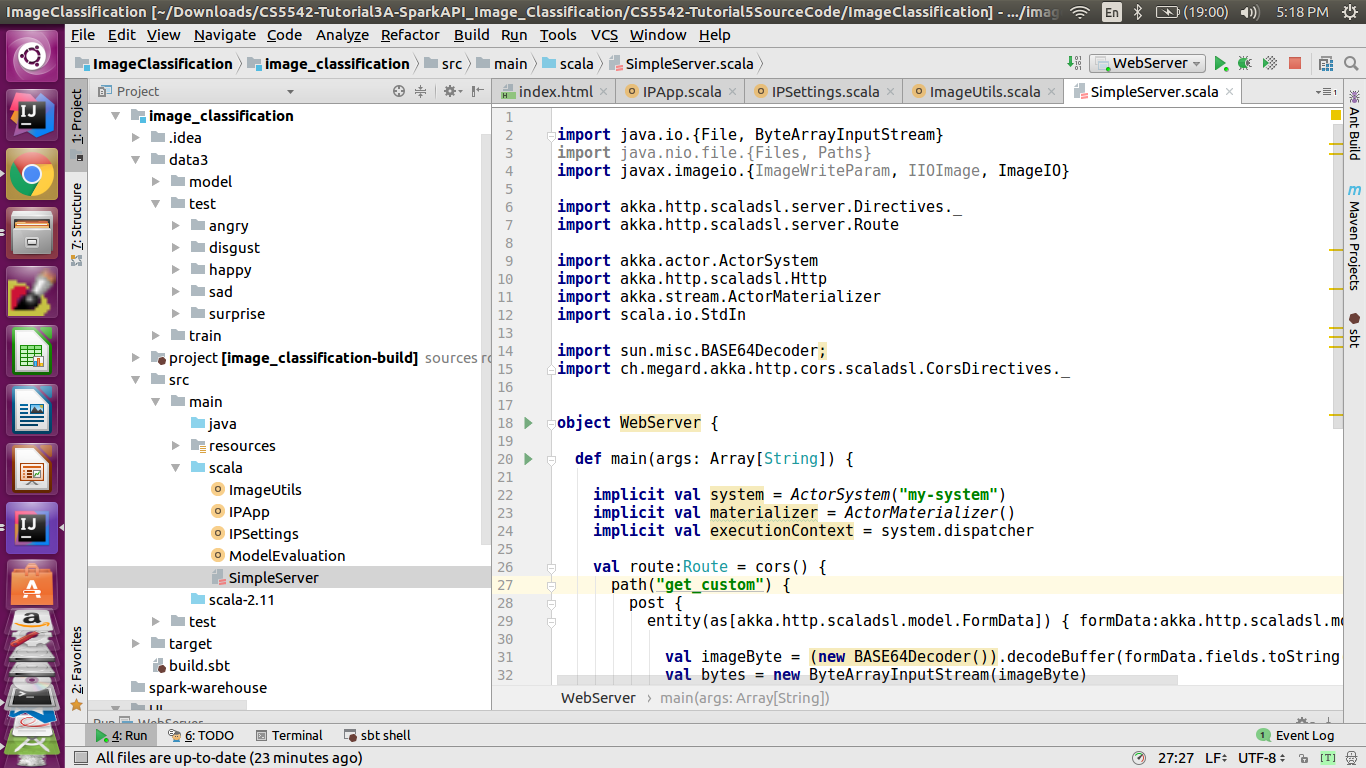 ImageClassification [~/Downloads/CS5542-Tutorial3A-SparkAPI_Image_Classification/CS5542-Tutorial5SourceCode/ImageClassification] - .../imag
En (19:00) 5:18 PM
File Edit View Navigate Code Analyze Refactor Build Run Tools VCS Window Help
ImageClassification image_classification src main scala SimpleServer.scala
WebServer
Project
index.html IPApp.scala IPSettings.scala ImageUtils.scala SimpleServer.scala
1: Project
7: Structure
2: Favorites
image_classification
.idea
data3
model
test
angry
disgust
happy
sad
surprise
train
project [image_classification-build] sources ro
src
main
java
resources
scala
ImageUtils
IPApp
IPSettings
ModelEvaluation
SimpleServer
scala-2.11
test
target
build.sbt
spark-warehouse
UI
1
2 import java.io.{File, ByteArrayInputStream}
3 import java.nio.file.{Files, Paths}
4 import javax.imageio.{ImageWriteParam, IIOImage, ImageIO}
5
6 import akka.http.scaladsl.server.Directives._
7 import akka.http.scaladsl.server.Route
8
9 import akka.actor.ActorSystem
10 import akka.http.scaladsl.Http
11 import akka.stream.ActorMaterializer
12 import scala.io.StdIn
13
14 import sun.misc.BASE64Decoder;
15 import ch.megard.akka.http.cors.scaladsl.CorsDirectives._
16
17
18 object WebServer {
19
20 def main(args: Array[String]) {
21
22 implicit val system = ActorSystem("my-system")
23 implicit val materializer = ActorMaterializer()
24 implicit val executionContext = system.dispatcher
25
26 val route:Route = cors() {
27 path("get_custom") {
28 post {
29 entity(as[akka.http.scaladsl.model.FormData]) { formData:akka.http.scaladsl.mo
30
31 val imageByte = (new BASE64Decoder()).decodeBuffer(formData.fields.toString
32 val bytes = new ByteArrayInputStream(imageByte)
WebServer › main(args: Array[String])
Ant Build
m
Maven Projects
sbt
Run WebServer
4: Run 6: TODO Terminal sbt shell 1 Event Log
All files are up-to-date (23 minutes ago) 27:27 LF UTF-8 [T]